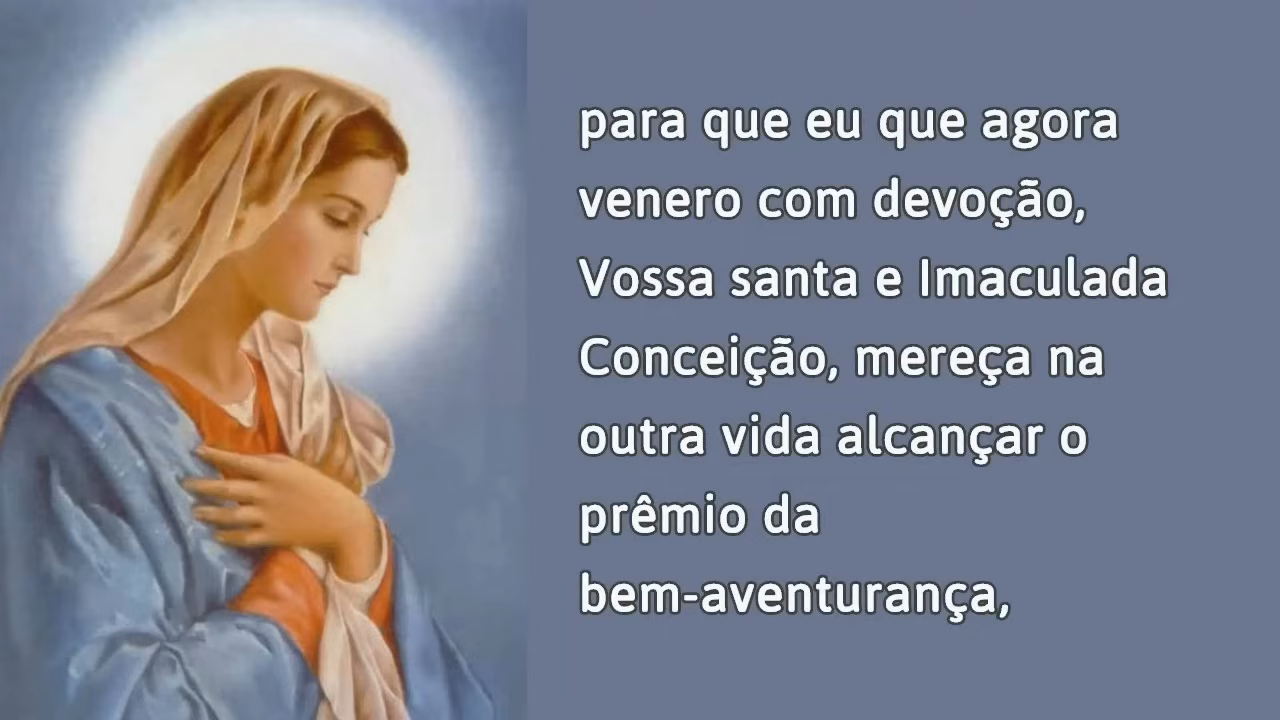 para que eu que agora
venero com devoção,
Vossa santa e Imaculada
Conceição, mereça na
outra vida alcançar o
prêmio da
bem-aventurança,